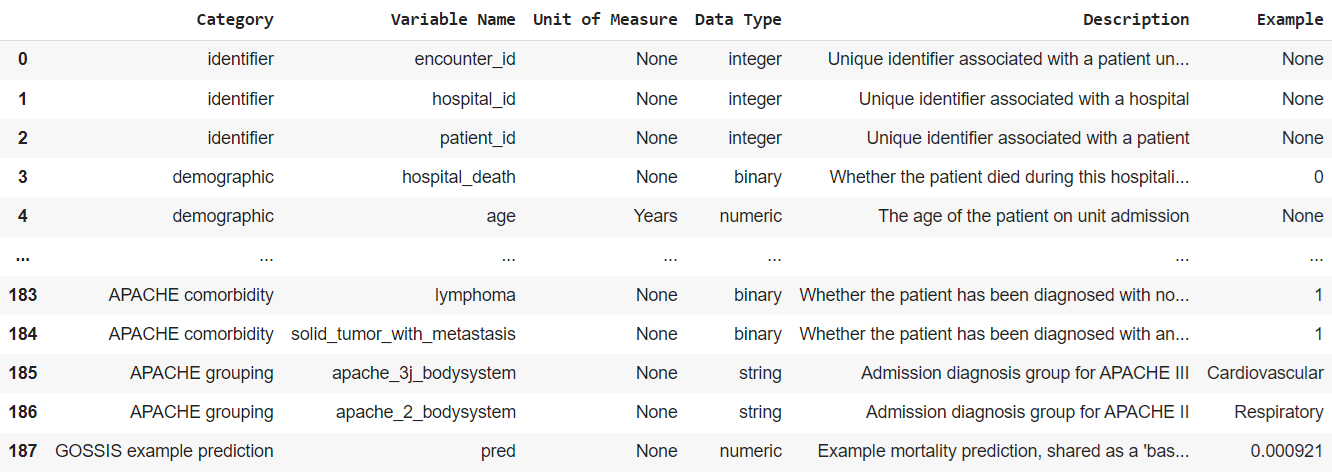 Category Variable Name Unit of Measure Data Type Description Example
0 identifier encounter_id None integer Unique identifier associated with a patient un... None
1 identifier hospital_id None integer Unique identifier associated with a hospital None
2 identifier patient_id None integer Unique identifier associated with a patient None
3 demographic hospital_death None binary Whether the patient died during this hospitali... 0
4 demographic age Years numeric The age of the patient on unit admission None
... ... ... ... ... ... ...
183 APACHE comorbidity lymphoma None binary Whether the patient has been diagnosed with no... 1
184 APACHE comorbidity solid_tumor_with_metastasis None binary Whether the patient has been diagnosed with an... 1
185 APACHE grouping apache_3j_bodysystem None string Admission diagnosis group for APACHE III Cardiovascular
186 APACHE grouping apache_2_bodysystem None string Admission diagnosis group for APACHE II Respiratory
187 GOSSIS example prediction pred None numeric Example mortality prediction, shared as a 'bas... 0.000921